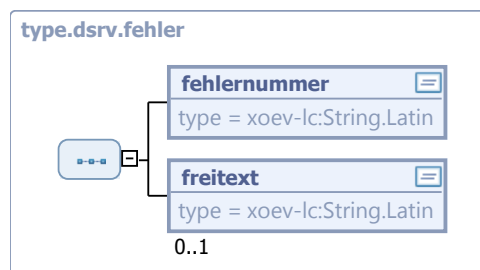 type.dsrv.fehler
fehlernummer
type = xoev-lc:String.Latin
freitext
type = xoev-lc:String.Latin
0..1